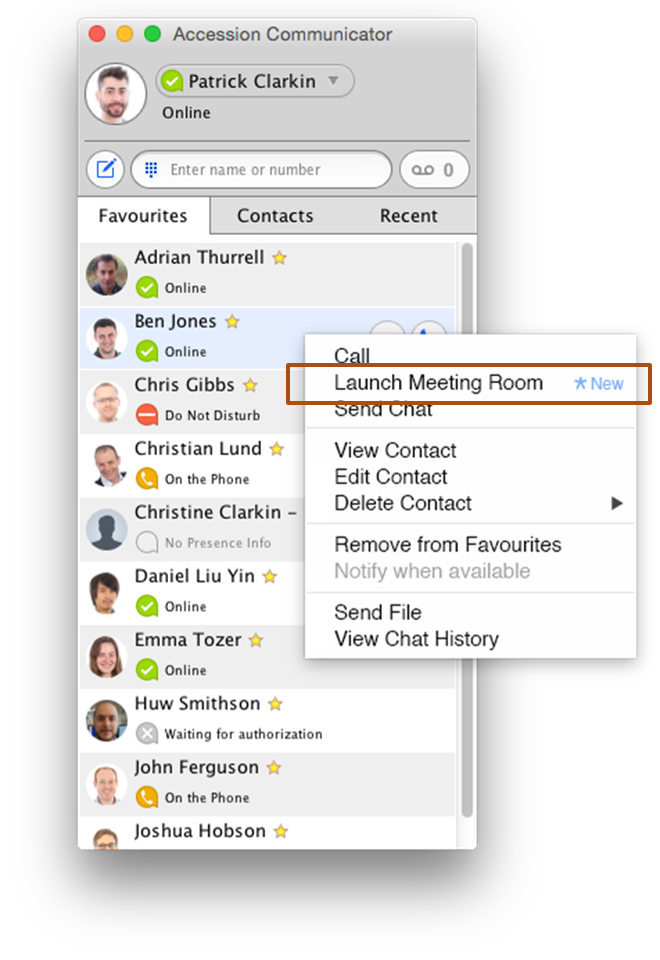 Accession Communicator
Patrick Clarkin
Online
Enter name or number
0
Favourites Contacts Recent
Adrian Thurrell
Online
Ben Jones
Online
Chris Gibbs
Do Not Disturb
Christian Lund
On the Phone
Christine Clarkin –
No Presence Info
Daniel Liu Yin
Online
Emma Tozer
Online
Huw Smithson
Waiting for authorization
John Ferguson
On the Phone
Joshua Hobson
Call
Launch Meeting Room New
Send Chat
View Contact
Edit Contact
Delete Contact
Remove from Favourites
Notify when available
Send File
View Chat History